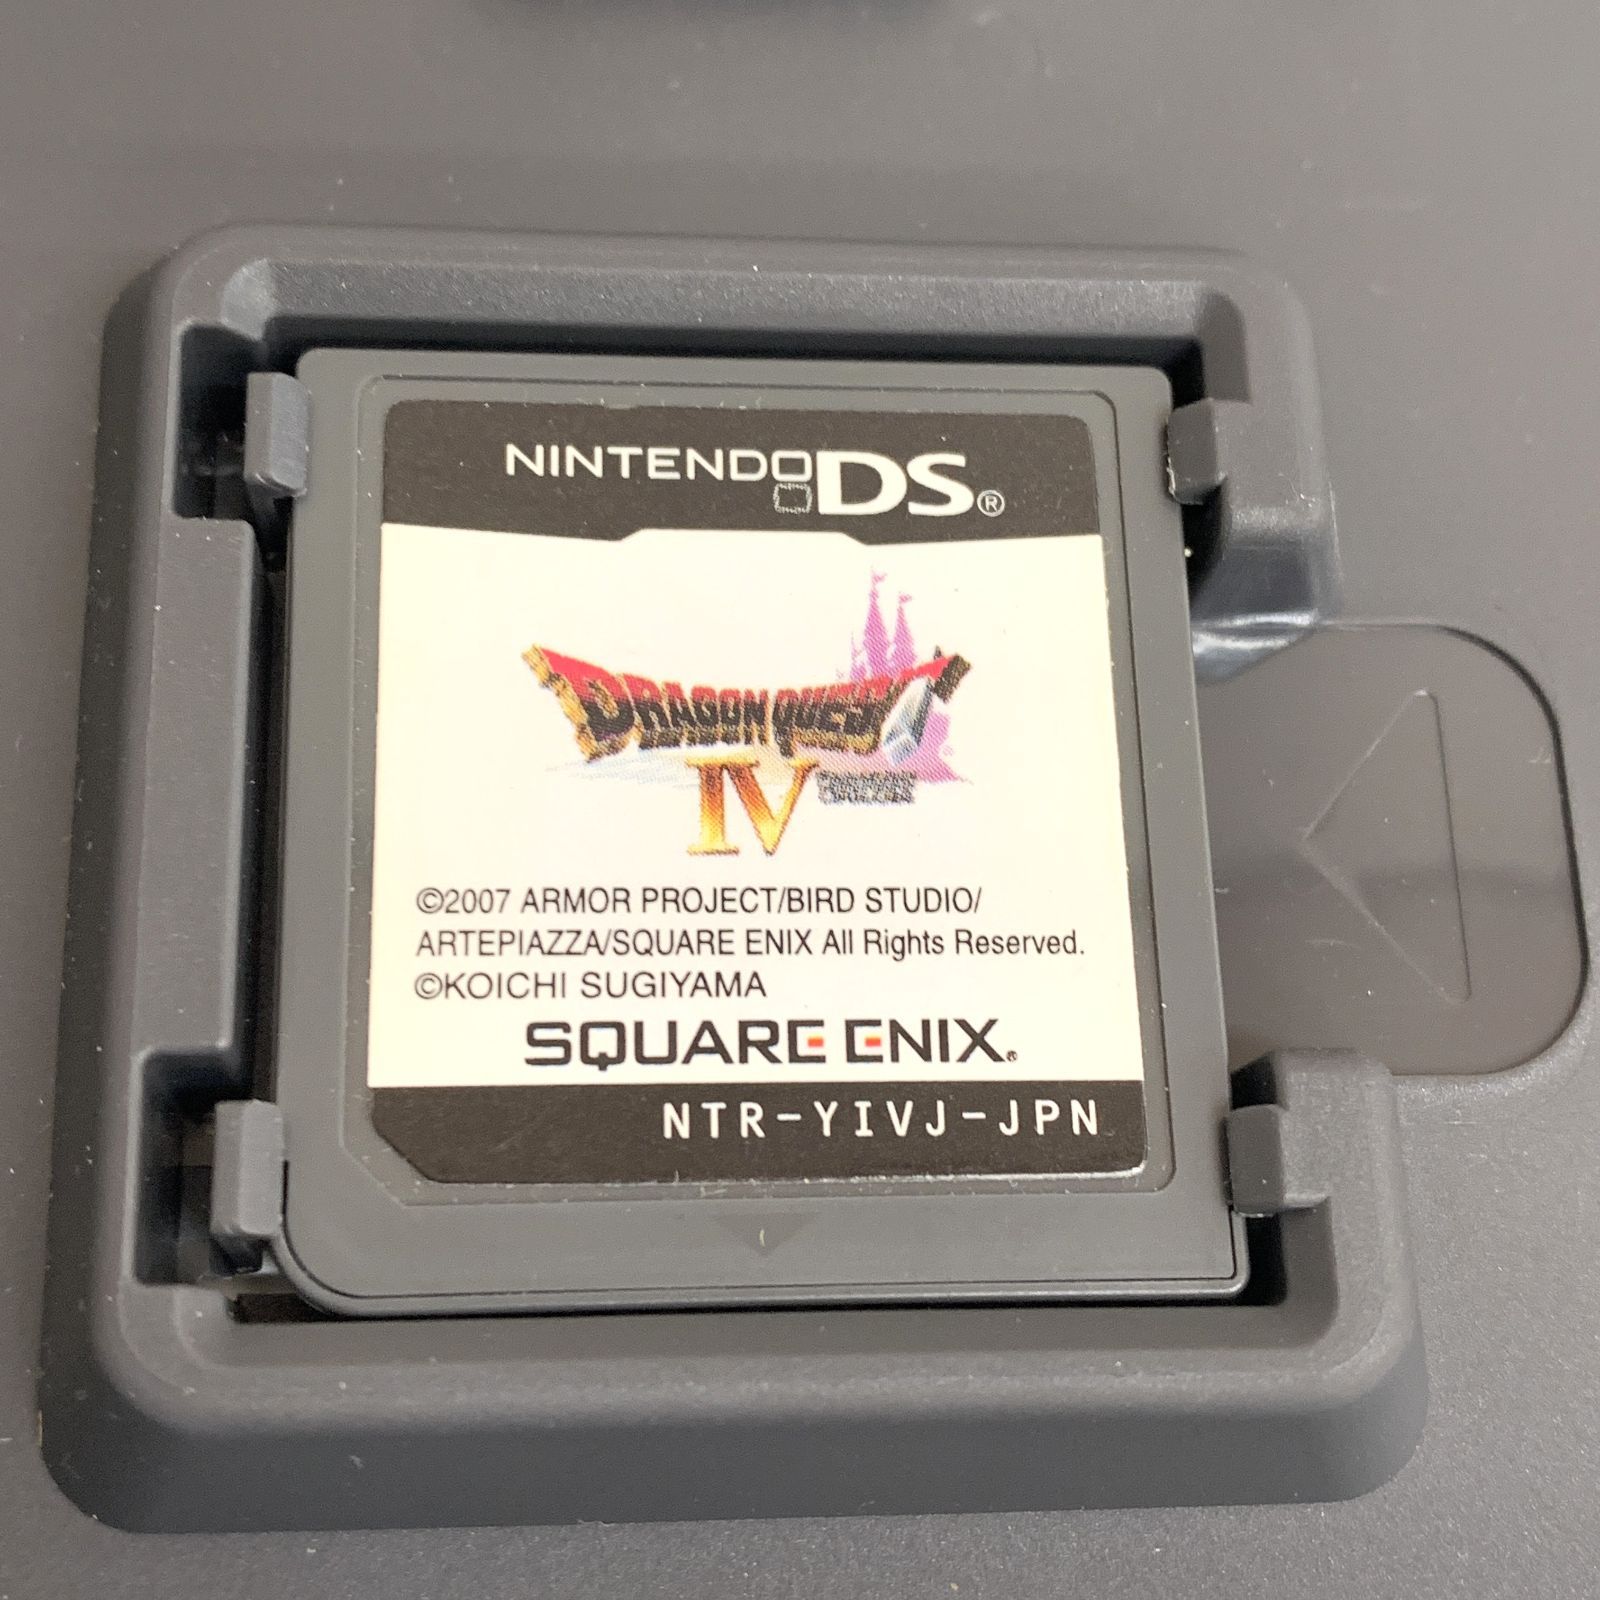 NINTENDO DS®
DRAGON QUEST
IV
©2007 ARMOR PROJECT/BIRD STUDIO/
ARTEPIAZZA/SQUARE ENIX All Rights Reserved.
©KOICHI SUGIYAMA
SQUARE ENIX®
NTR-YIVJ-JPN